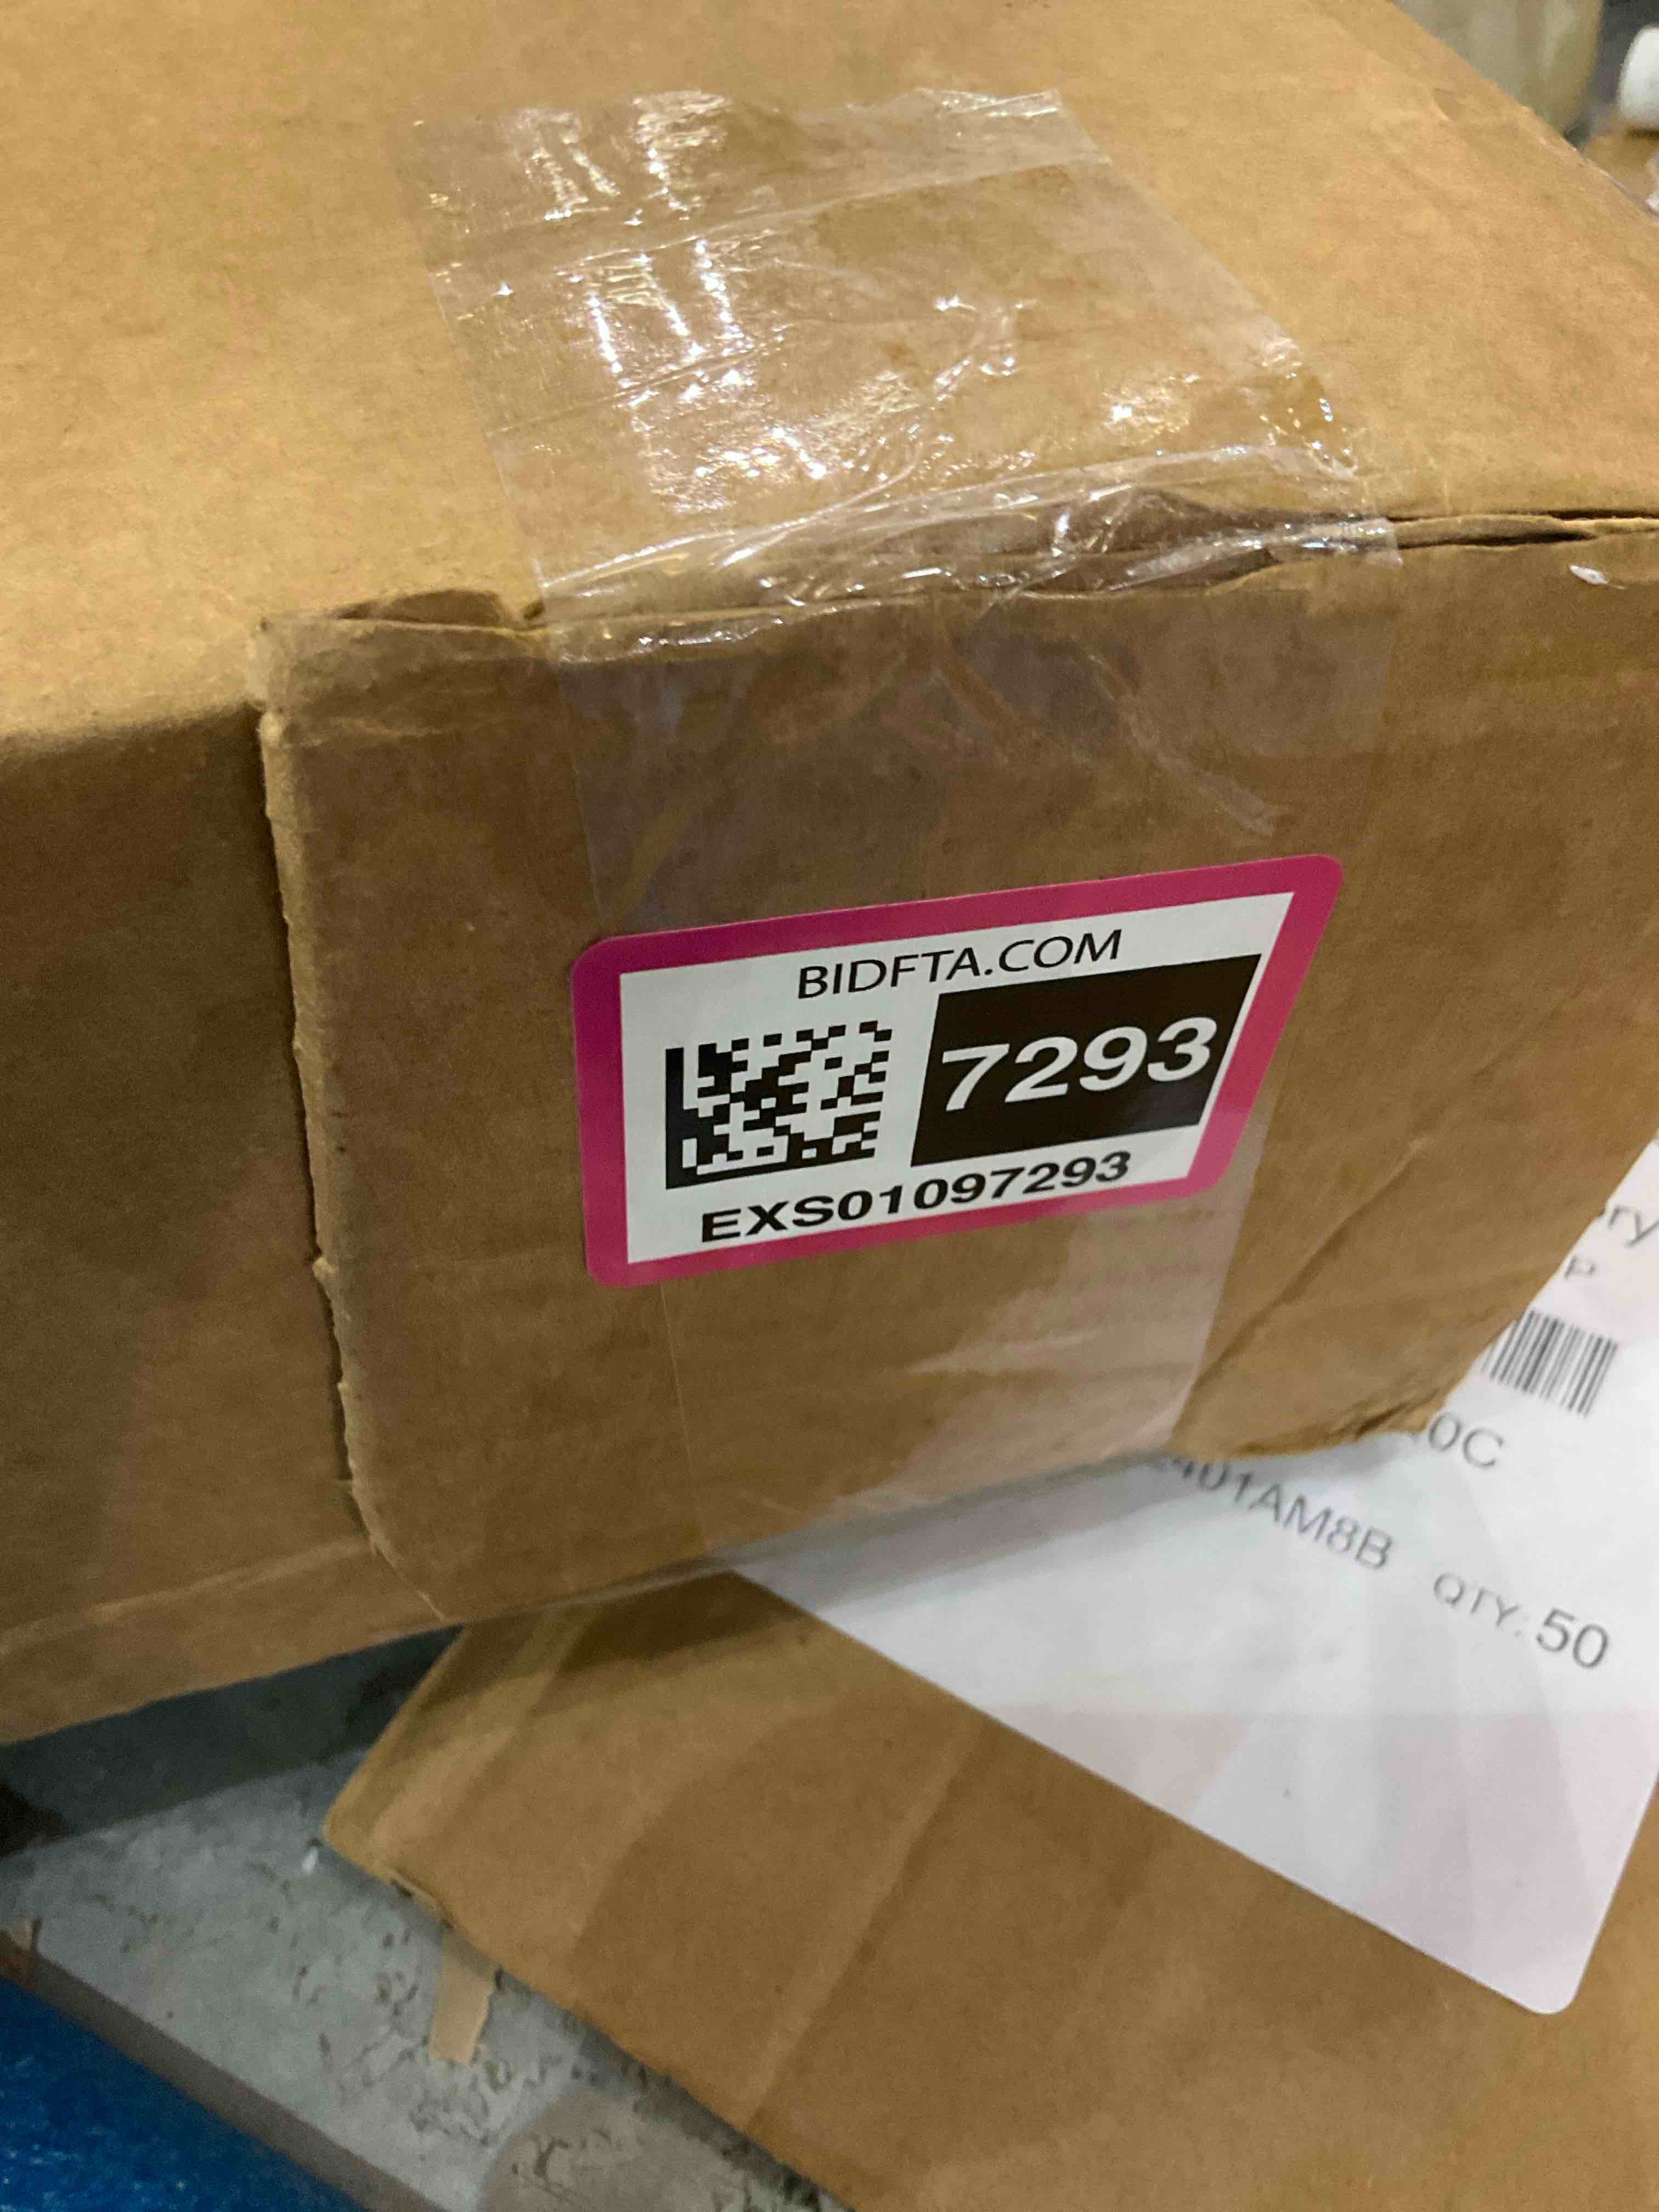 BIDFTA.COM
7293
EXS01097293
P
0C
401AM8B QTY: 50